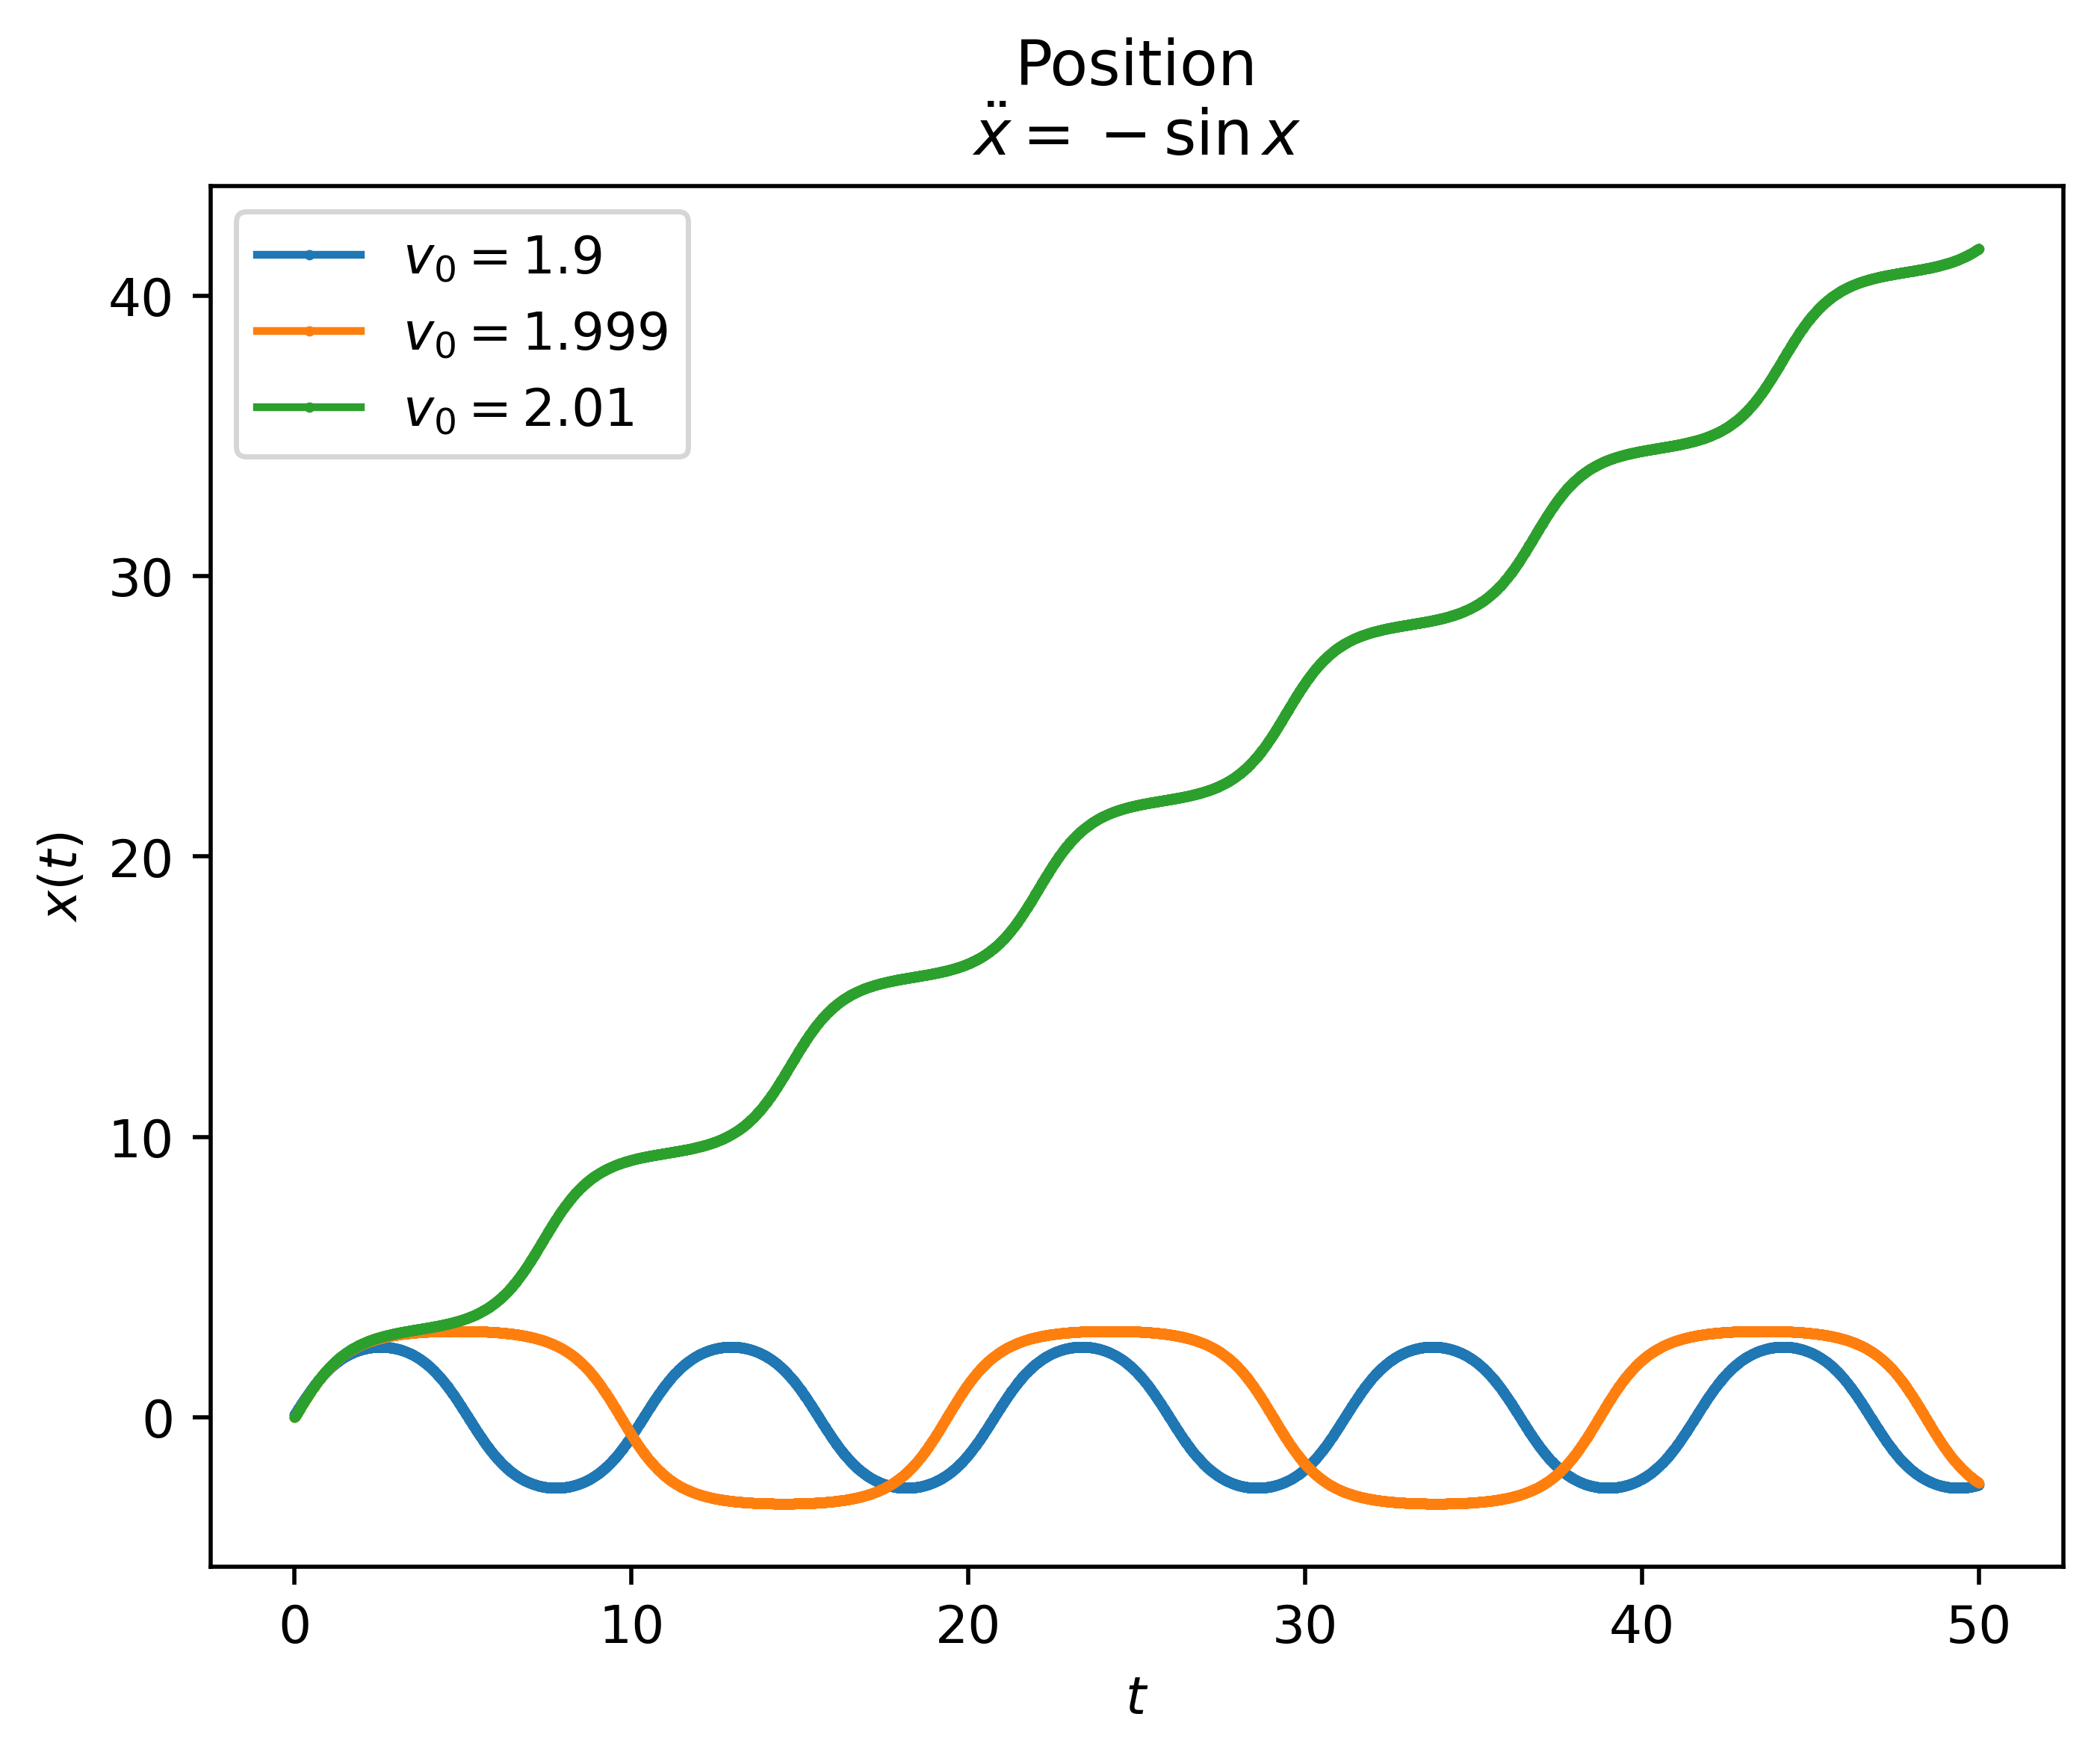 Position
ẍ = − sin x
v₀ = 1.9
v₀ = 1.999
v₀ = 2.01
40
30
20
10
0
x(t)
0 10 20 30 40 50
t